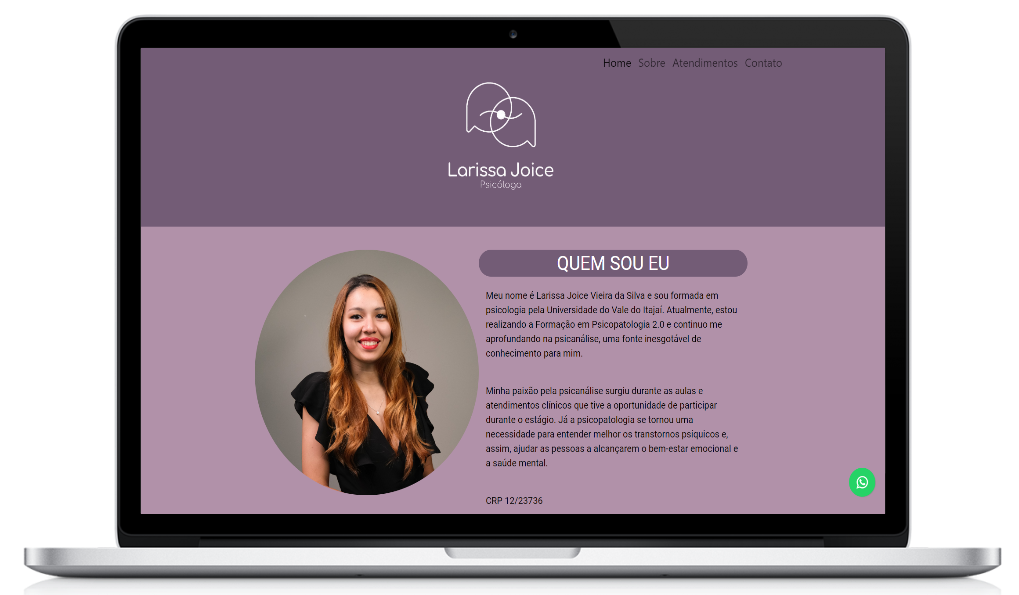 Home Sobre Atendimentos Contato
Larissa Joice
Psicóloga
QUEM SOU EU
Meu nome é Larissa Joice Vieira da Silva e sou formada em
psicologia pela Universidade do Vale do Itajaí. Atualmente, estou
realizando a Formação em Psicopatologia 2.0 e continuo me
aprofundando na psicanálise, uma fonte inesgotável de
conhecimento para mim.
Minha paixão pela psicanálise surgiu durante as aulas e
atendimentos clínicos que tive a oportunidade de participar
durante o estágio. Já a psicopatologia se tornou uma
necessidade para entender melhor os transtornos psíquicos e,
assim, ajudar as pessoas a alcançarem o bem-estar emocional e
a saúde mental.
CRP 12/23736